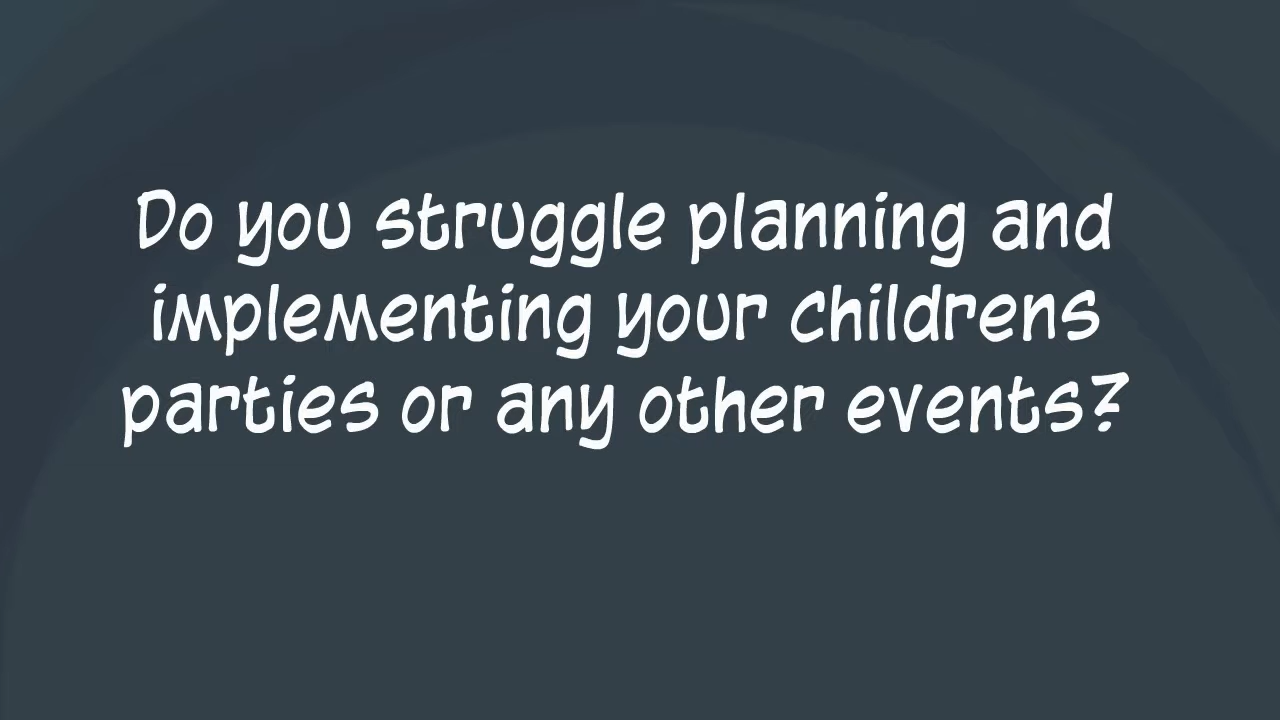 Do you struggle planning and
implementing your childrens
parties or any other events?